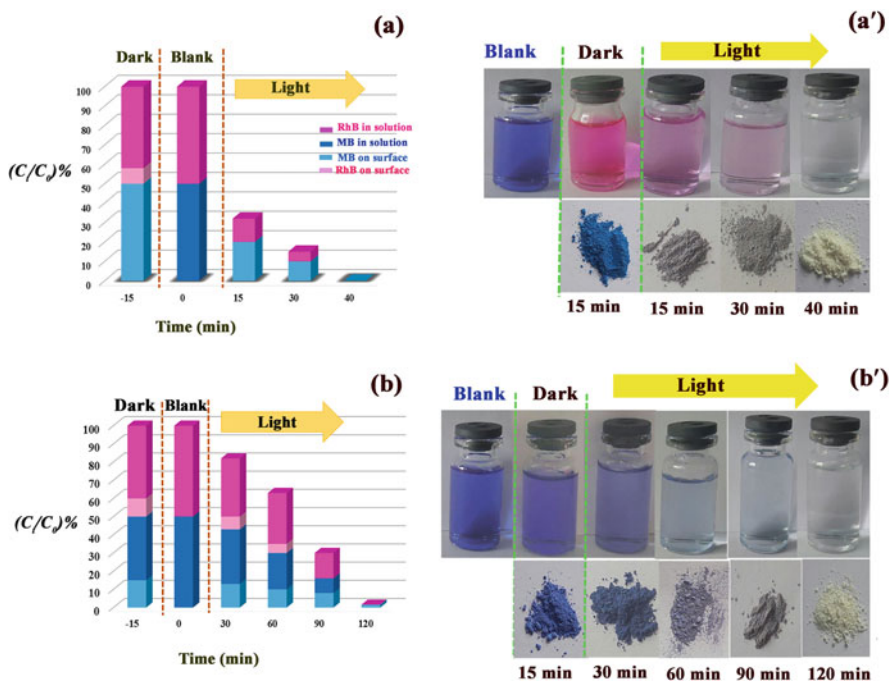 (a)
Dark Blank
Light
100
90
80
70
60
50
40
30
20
10
0
(Cᵢ/C₀)%
RhB in solution
MB in solution
MB on surface
RhB on surface
-15 0 15 30 40
Time (min)
(a′)
Blank Dark Light
15 min 15 min 30 min 40 min
(b)
Dark Blank
Light
100
90
80
70
60
50
40
30
20
10
0
(Cᵢ/C₀)%
-15 0 30 60 90 120
Time (min)
(b′)
Blank Dark Light
15 min 30 min 60 min 90 min 120 min